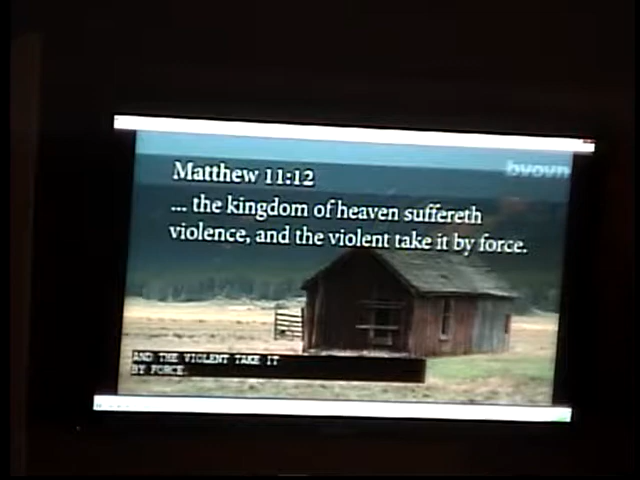 bvovn
Matthew 11:12
... the kingdom of heaven suffereth
violence, and the violent take it by force.
AND THE VIOLENT TAKE IT
BY FORCE.